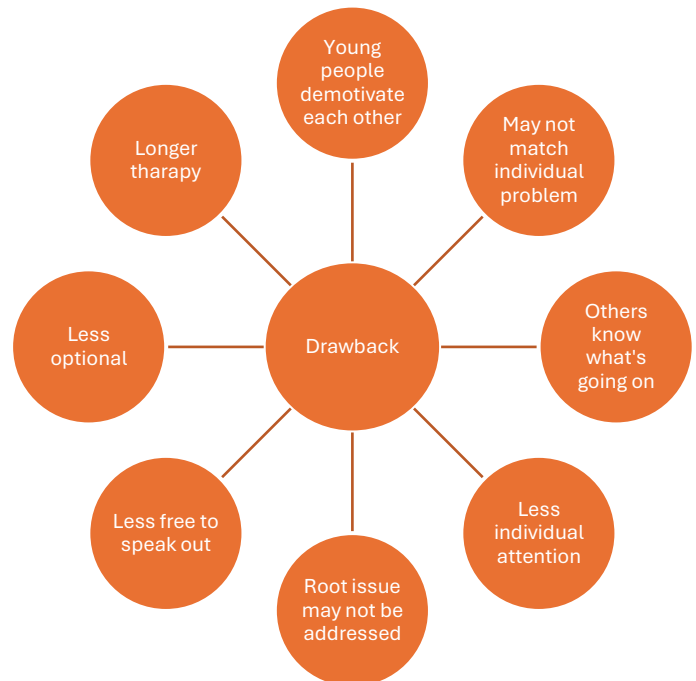 Young
people
demotivate
each other
May not
match
individual
problem
Others
know
what's
going on
Less
individual
attention
Root issue
may not be
addressed
Less free to
speak out
Less
optional
Longer
tharapy
Drawback